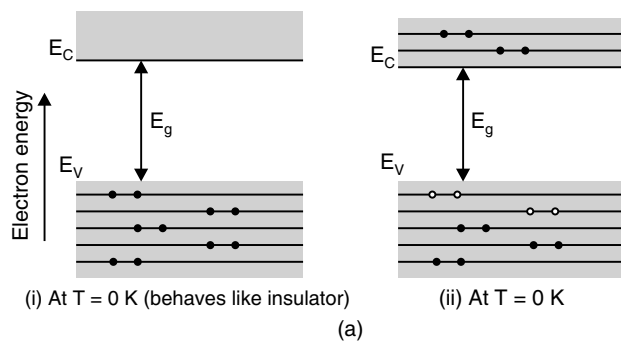 E_C
E_g
E_V
Electron energy
(i) At T = 0 K (behaves like insulator)
E_C
E_g
E_V
(ii) At T = 0 K
(a)